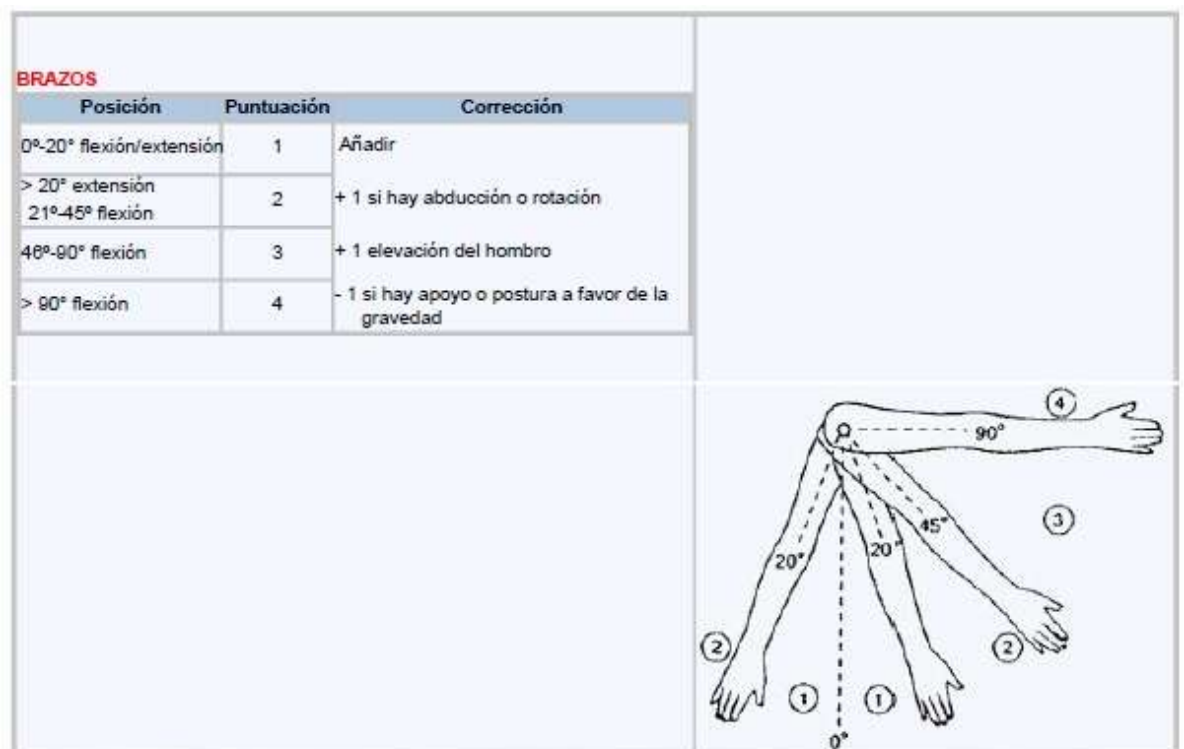 BRAZOS
Posición Puntuación Corrección
0º-20° flexión/extensión 1 Añadir
> 20° extensión
21º-45º flexión 2 + 1 si hay abducción o rotación
46º-90° flexión 3 + 1 elevación del hombro
> 90° flexión 4 - 1 si hay apoyo o postura a favor de la
gravedad
4
90°
3
45°
20°
20°
2
2
1
1
0°